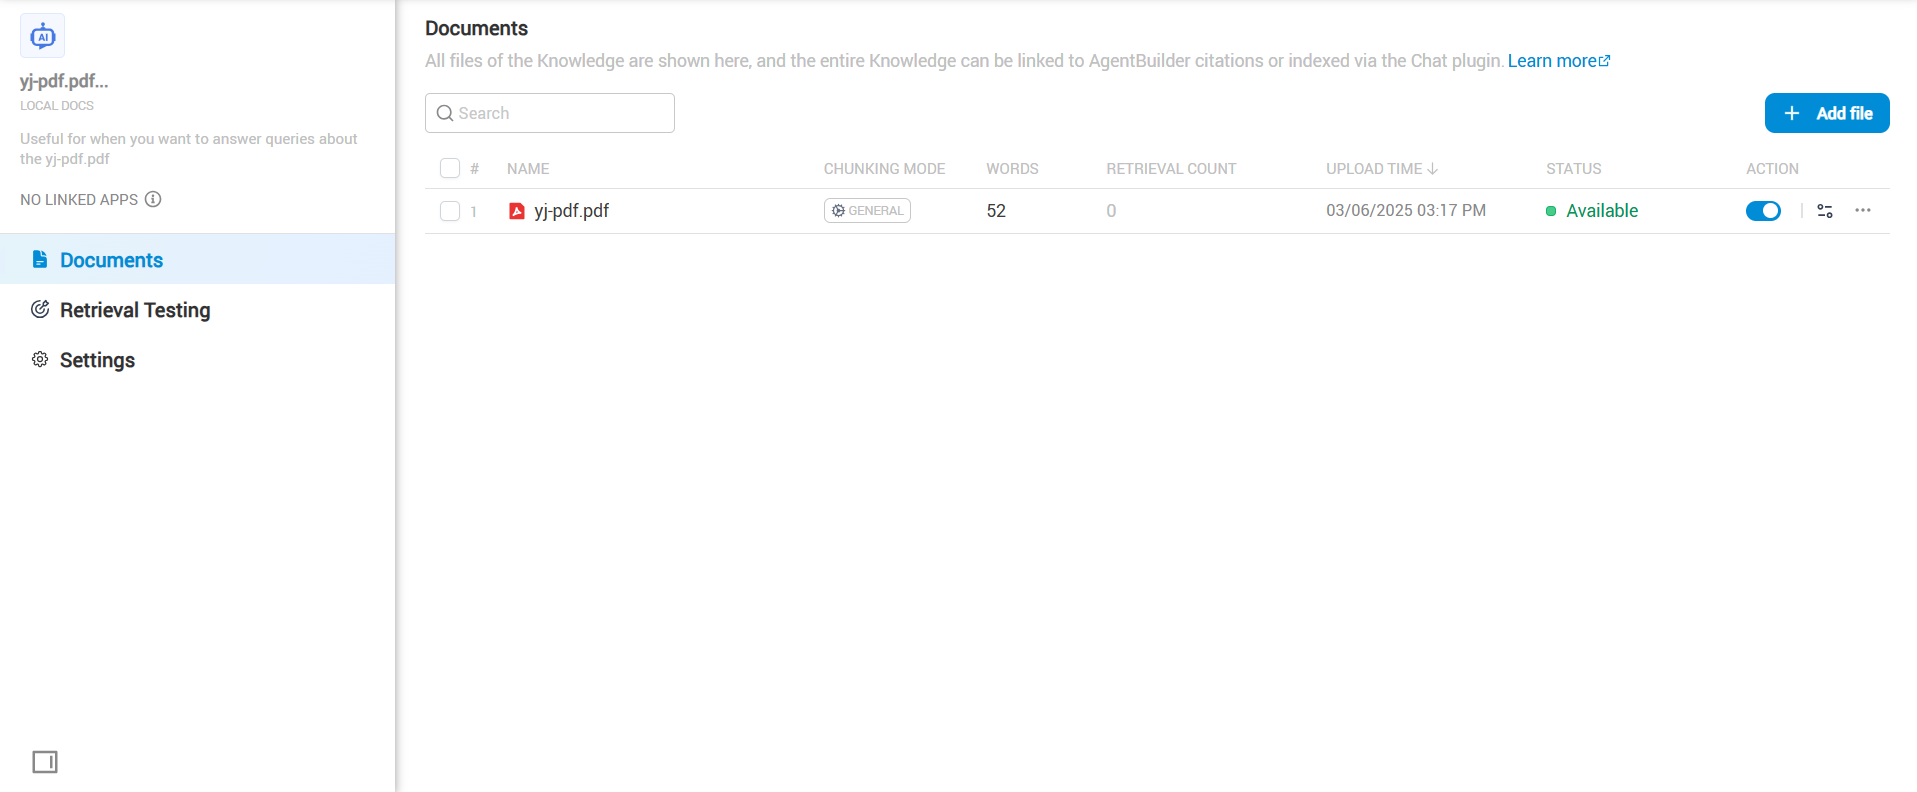 AI
yj-pdf.pdf...
LOCAL DOCS
Useful for when you want to answer queries about
the yj-pdf.pdf
NO LINKED APPS
Documents
Retrieval Testing
Settings
Documents
All files of the Knowledge are shown here, and the entire Knowledge can be linked to AgentBuilder citations or indexed via the Chat plugin. Learn more
Search
Add file
# NAME CHUNKING MODE WORDS RETRIEVAL COUNT UPLOAD TIME STATUS ACTION
1 yj-pdf.pdf GENERAL 52 0 03/06/2025 03:17 PM Available